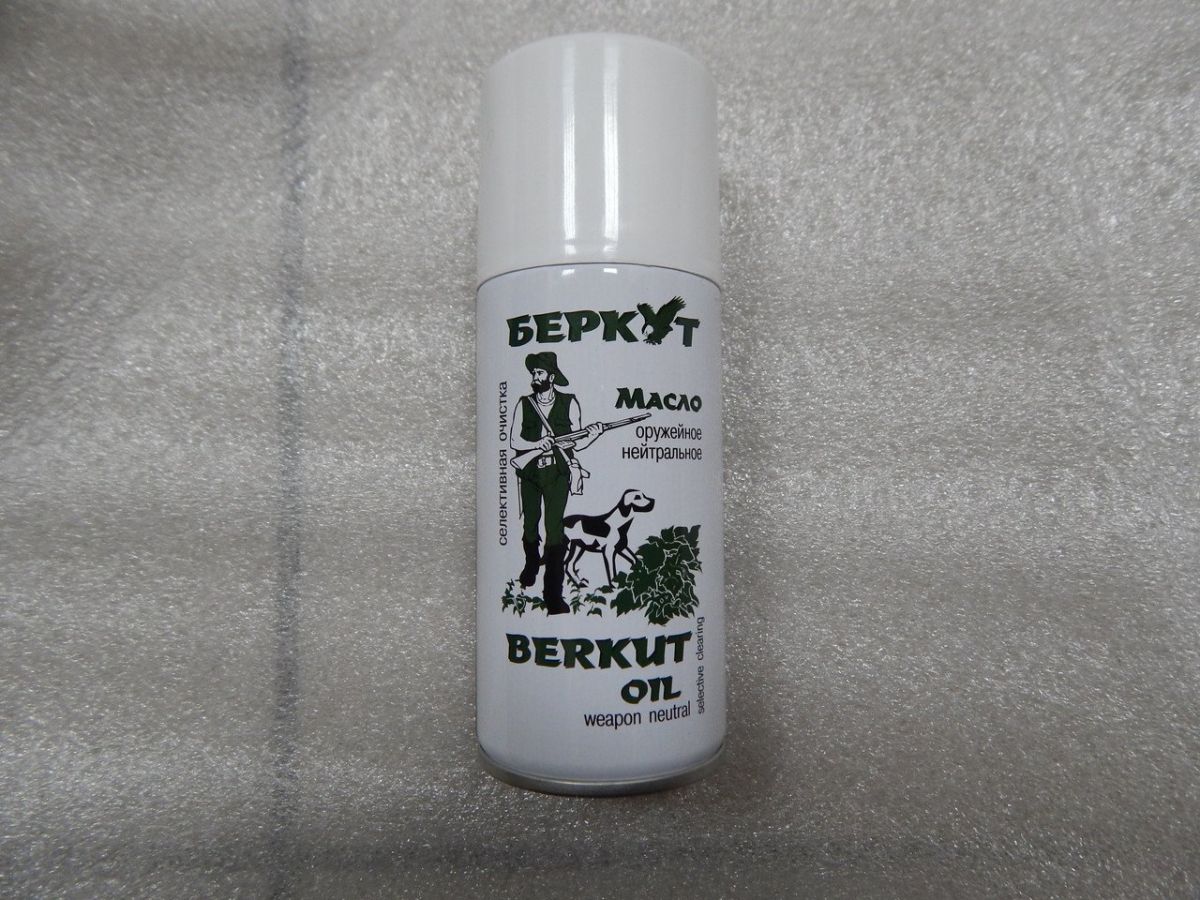 БЕРКУТ
селективная очистка
Масло
оружейное
нейтральное
BERKUT
OIL
weapon neutral
selective clearing